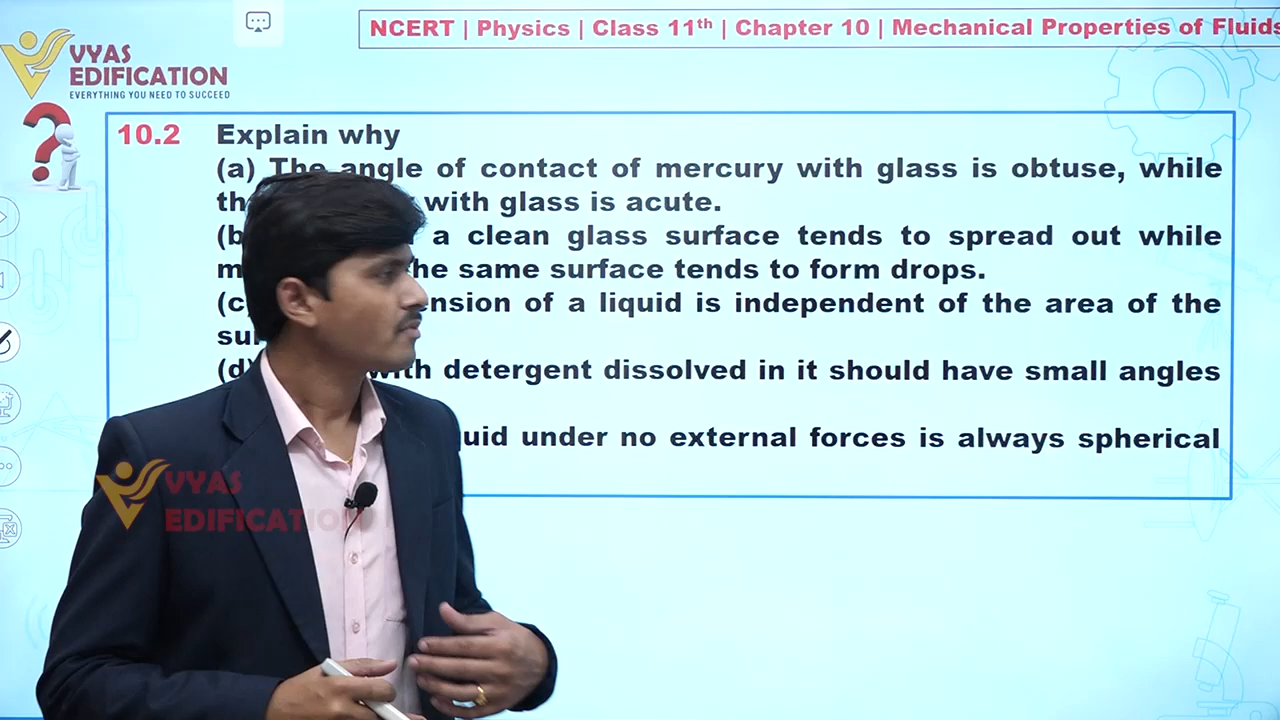 NCERT | Physics | Class 11th | Chapter 10 | Mechanical Properties of Fluids
VYAS
EDIFICATION
EVERYTHING YOU NEED TO SUCCEED
10.2 Explain why
(a) The angle of contact of mercury with glass is obtuse, while
with glass is acute.
a clean glass surface tends to spread out while
the same surface tends to form drops.
of a liquid is independent of the area of the
(d) with detergent dissolved in it should have small angles
under no external forces is always spherical
VYAS
EDIFICATION